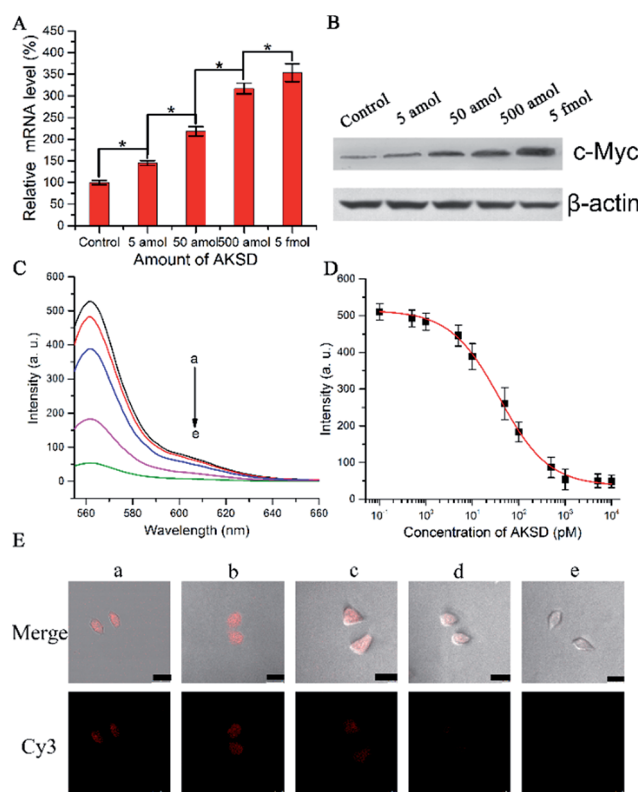 A
Relative mRNA level (%)
450
400
350
300
250
200
150
100
50
0
*
*
*
*
Control 5 amol 50 amol 500 amol 5 fmol
Amount of AKSD
B
Control 5 amol 50 amol 500 amol 5 fmol
c-Myc
β-actin
C
Intensity (a. u.)
600
500
400
300
200
100
0
a
e
560 580 600 620 640 660
Wavelength (nm)
D
Intensity (a. u.)
600
500
400
300
200
100
0
10⁻¹ 10¹ 10² 10³ 10⁴
Concentration of AKSD (pM)
E
a b c d e
Merge
Cy3